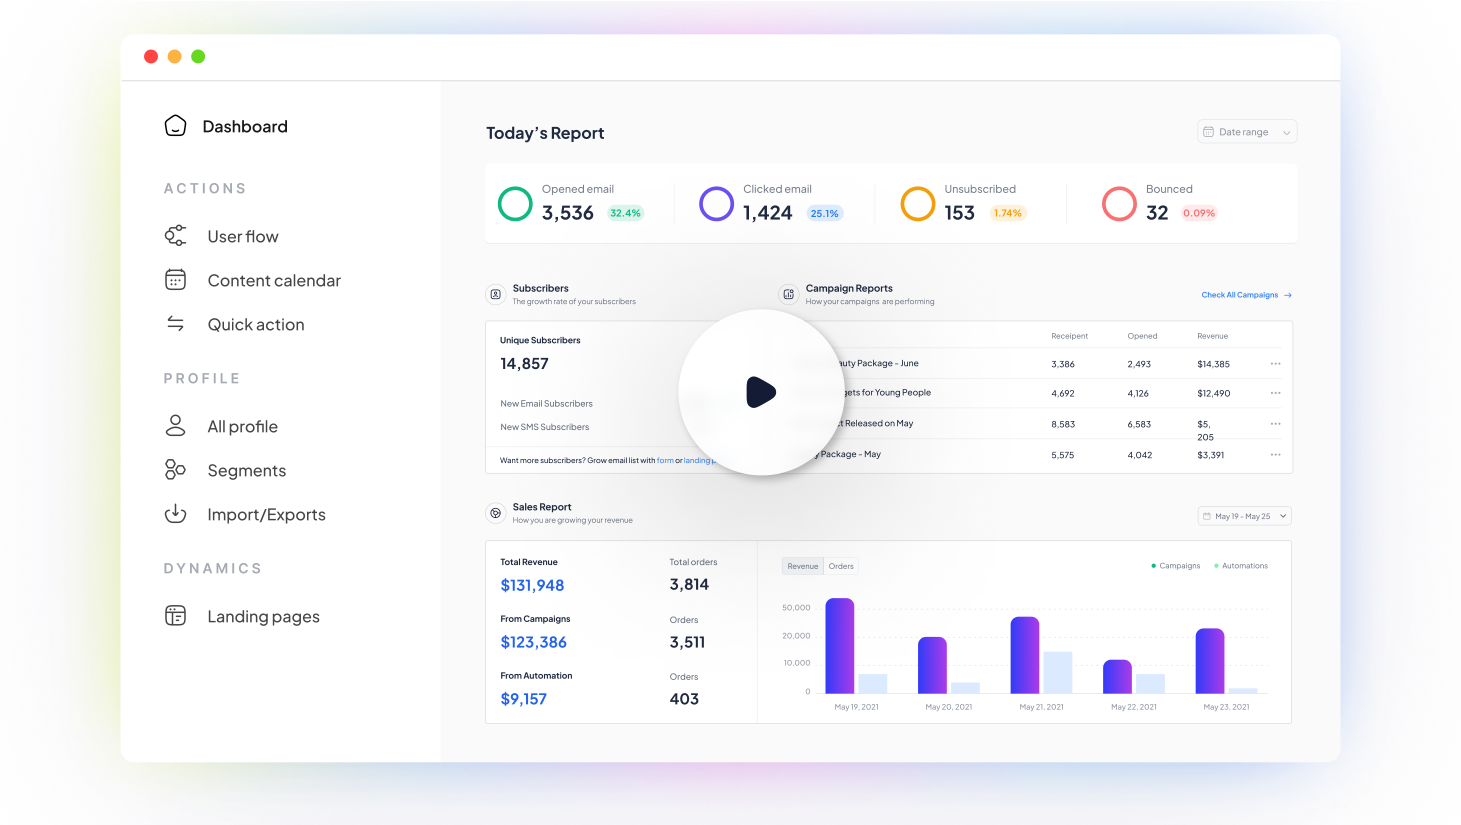 Dashboard
ACTIONS
User flow
Content calendar
Quick action
PROFILE
All profile
Segments
Import/Exports
DYNAMICS
Landing pages
Today's Report
Date range
Opened email
3,536 32.4%
Clicked email
1,424 25.1%
Unsubscribed
153 1.74%
Bounced
32 0.09%
Subscribers
The growth rate of your subscribers
Unique Subscribers
14,857
New Email Subscribers
New SMS Subscribers
Want more subscribers? Grow email list with form or landing
Campaign Reports
How your campaigns are performing
Check All Campaigns →
Receipent Opened Revenue
Package - June 3,386 2,493 $14,385
for Young People 4,692 4,126 $12,490
Released on May 8,583 6,583 $5,
205
Package - May 5,575 4,042 $3,391
Sales Report
How you are growing your revenue
May 19 - May 25
Total Revenue Total orders
$131,948 3,814
From Campaigns Orders
$123,386 3,511
From Automation Orders
$9,157 403
Revenue Orders
Campaigns Automations
50,000
20,000
10,000
0
May 19, 2021 May 20, 2021 May 21, 2021 May 22, 2021 May 23, 2021